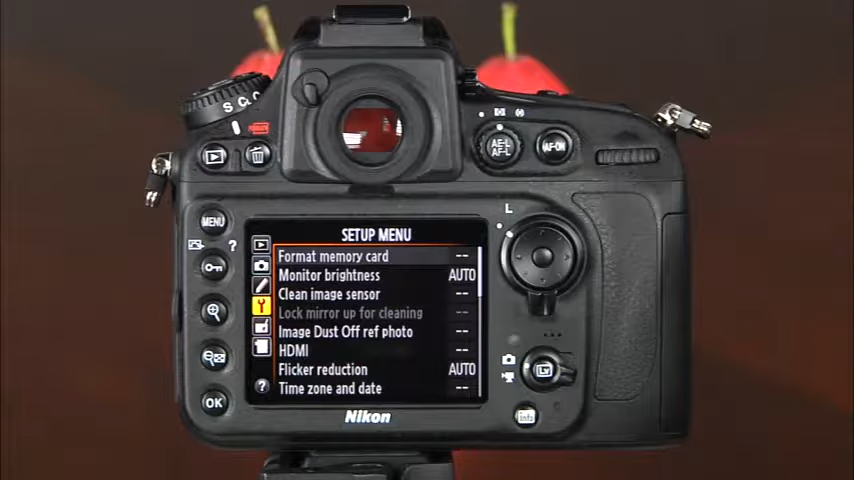 S
L
AE-L
AF-L
AF-ON
MENU
?
SETUP MENU
Format memory card --
Monitor brightness AUTO
Clean image sensor --
Lock mirror up for cleaning --
Image Dust Off ref photo --
HDMI --
Flicker reduction AUTO
Time zone and date --
?
Lv
OK
info
Nikon